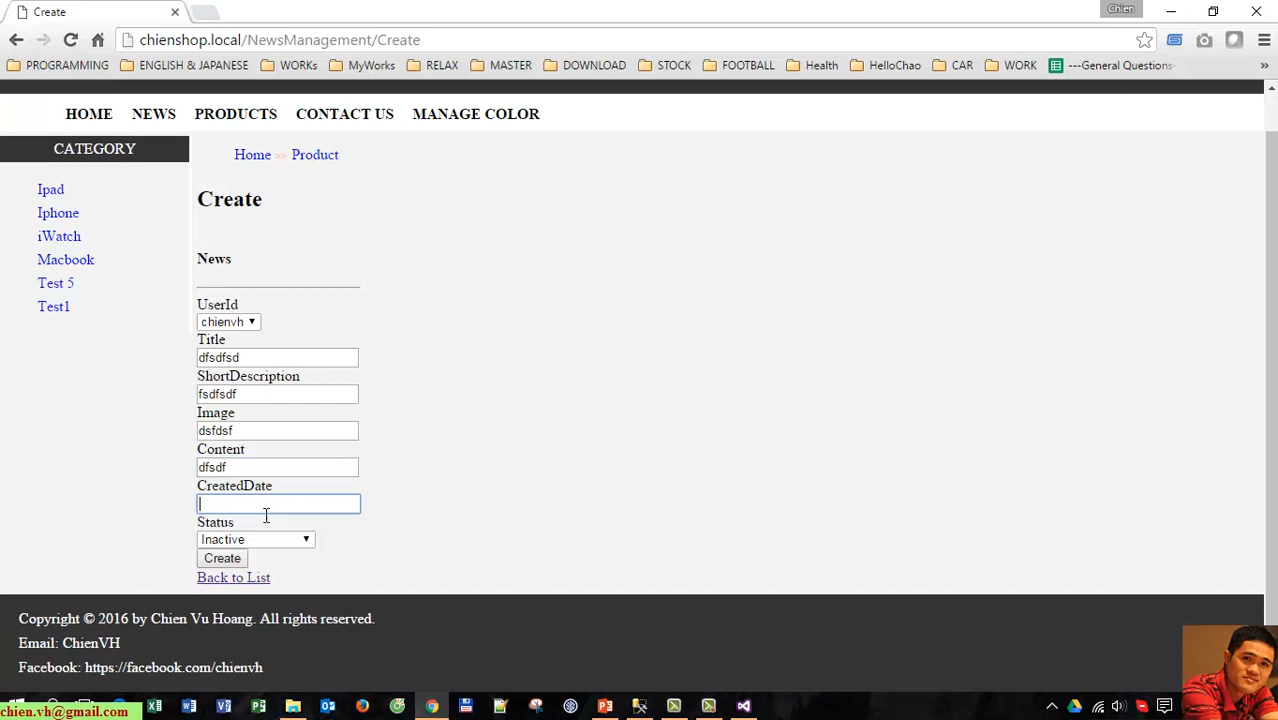 Create
Chien
chienshop.local/NewsManagement/Create
PROGRAMMING
ENGLISH & JAPANESE
WORKs
MyWorks
RELAX
MASTER
DOWNLOAD
STOCK
FOOTBALL
Health
HelloChao
CAR
WORK
---General Questions-
HOME
NEWS
PRODUCTS
CONTACT US
MANAGE COLOR
CATEGORY
Ipad
Iphone
iWatch
Macbook
Test 5
Test1
Home >> Product
Create
News
UserId
chienvh
Title
dfsdfsd
ShortDescription
fsdfsdf
Image
dsfdsf
Content
dfsdf
CreatedDate
Status
Inactive
Create
Back to List
Copyright © 2016 by Chien Vu Hoang. All rights reserved.
Email: ChienVH
Facebook: https://facebook.com/chienvh
chien.vh@gmail.com